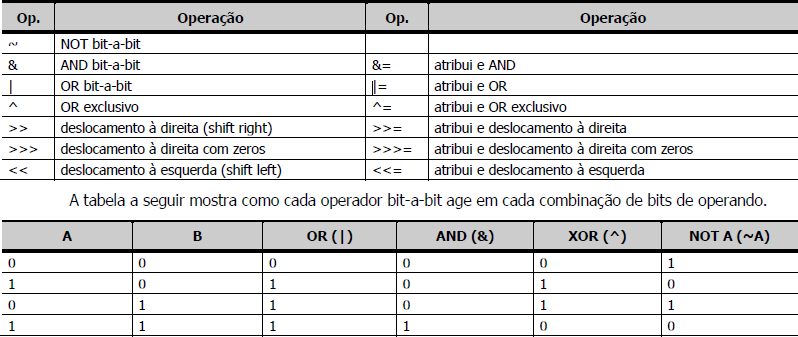 Op. Operação Op. Operação
~ NOT bit-a-bit
& AND bit-a-bit &= atribui e AND
| OR bit-a-bit |= atribui e OR
^ OR exclusivo ^= atribui e OR exclusivo
>> deslocamento à direita (shift right) >>= atribui e deslocamento à direita
>>> deslocamento à direita com zeros >>>= atribui e deslocamento à direita com zeros
<< deslocamento à esquerda (shift left) <<= atribui e deslocamento à esquerda
A tabela a seguir mostra como cada operador bit-a-bit age em cada combinação de bits de operando.
A B OR (|) AND (&) XOR (^) NOT A (~A)
0 0 0 0 0 1
1 0 1 0 1 0
0 1 1 0 1 1
1 1 1 1 0 0